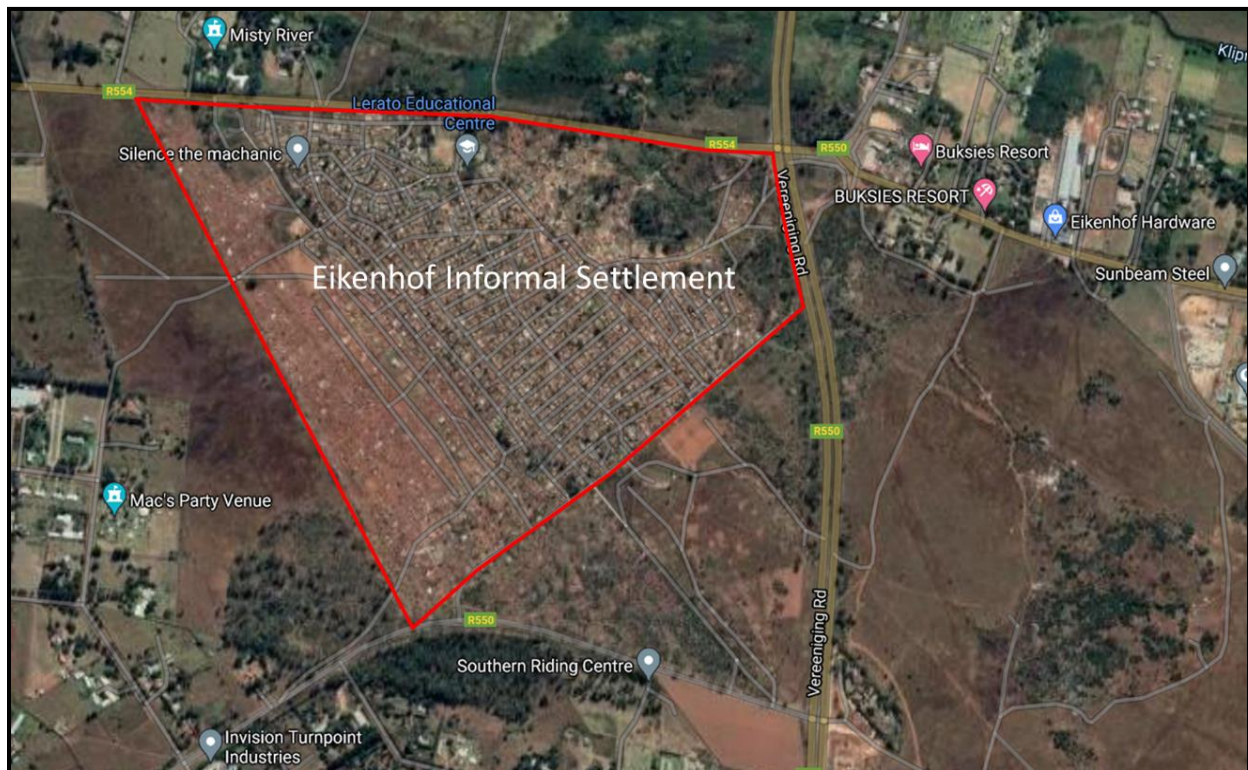 Misty River
Klipr
R554
Lerato Educational
Centre
Silence the machanic
R554
R550
Buksies Resort
BUKSIES RESORT
Vereeniging Rd
Eikenhof Hardware
Eikenhof Informal Settlement
Sunbeam Steel
R550
Mac's Party Venue
R550
Vereeniging Rd
Southern Riding Centre
Invision Turnpoint
Industries